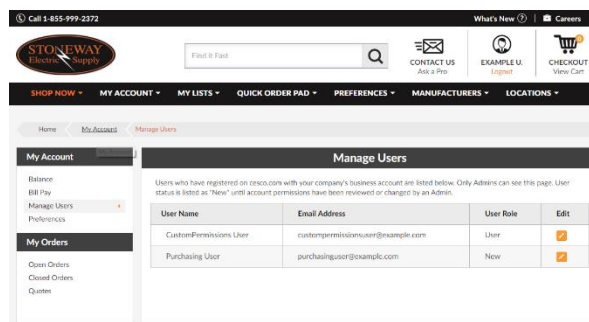 Call 1-855-999-2372
What's New ? | Careers
STONEWAY
Electric Supply
Find It Fast
CONTACT US
Ask a Pro
EXAMPLE U.
Logout
0
CHECKOUT
View Cart
SHOP NOW MY ACCOUNT MY LISTS QUICK ORDER PAD PREFERENCES MANUFACTURERS LOCATIONS
Home My Account Manage Users
My Account
Balance
Bill Pay
Manage Users
Preferences
My Orders
Open Orders
Closed Orders
Quotes
Manage Users
Users who have registered on cesco.com with your company's business account are listed below. Only Admins can see this page. User
status is listed as "New" until account permissions have been reviewed or changed by an Admin.
User Name Email Address User Role Edit
CustomPermissions User custompermissionsuser@example.com User
Purchasing User purchasinguser@example.com New